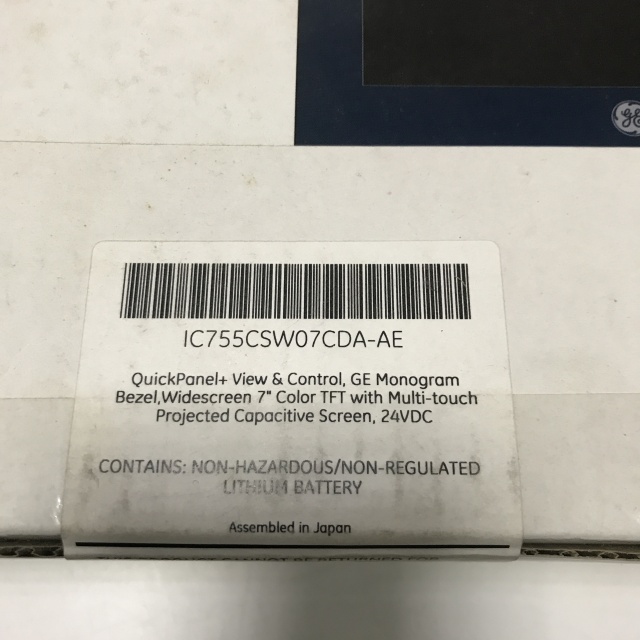 GE
IC755CSW07CDA-AE
QuickPanel+ View & Control, GE Monogram
Bezel,Widescreen 7" Color TFT with Multi-touch
Projected Capacitive Screen, 24VDC
CONTAINS: NON-HAZARDOUS/NON-REGULATED
LITHIUM BATTERY
Assembled in Japan